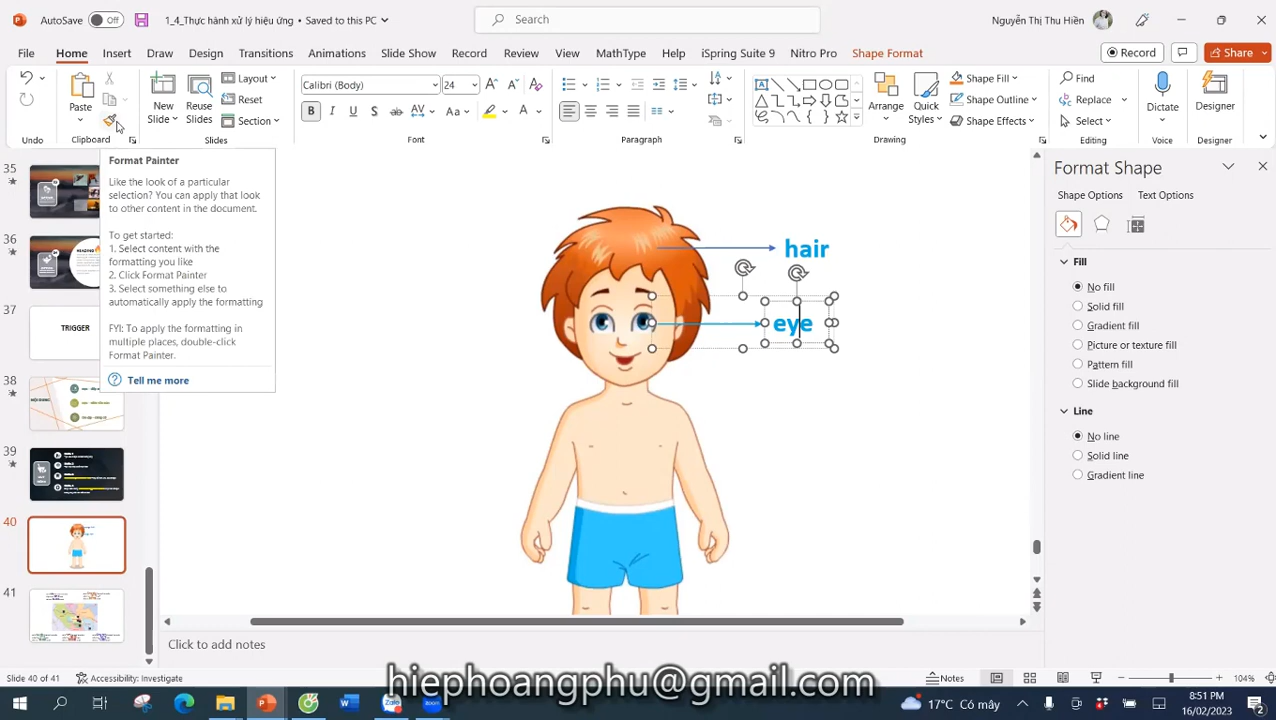 AutoSave Off 1_4_Thực hành xử lý hiệu ứng • Saved to this PC Search Nguyễn Thị Thu Hiền
File Home Insert Draw Design Transitions Animations Slide Show Record Review View MathType Help iSpring Suite 9 Nitro Pro Shape Format Record Share
Paste New Slide Reuse Slides Layout Reset Section
Calibri (Body) 24
B I U S ab AV Aa A
Arrange Quick Styles Shape Fill Shape Outline Shape Effects
Find Replace Select Dictate Designer
Undo Clipboard Slides Font Paragraph Drawing Editing Voice Designer
Format Painter
Like the look of a particular
selection? You can apply that look
to other content in the document.
To get started:
1. Select content with the
formatting you like
2. Click Format Painter
3. Select something else to
automatically apply the formatting
FYI: To apply the formatting in
multiple places, double-click
Format Painter.
Tell me more
35
36
37
TRIGGER
38
39
40
41
hair
eye
Format Shape
Shape Options Text Options
Fill
No fill
Solid fill
Gradient fill
Picture or texture fill
Pattern fill
Slide background fill
Line
No line
Solid line
Gradient line
Click to add notes
hiephoangphu@gmail.com
Slide 40 of 41 Accessibility: Investigate Notes 104%
17°C Có mây 8:51 PM
16/02/2023